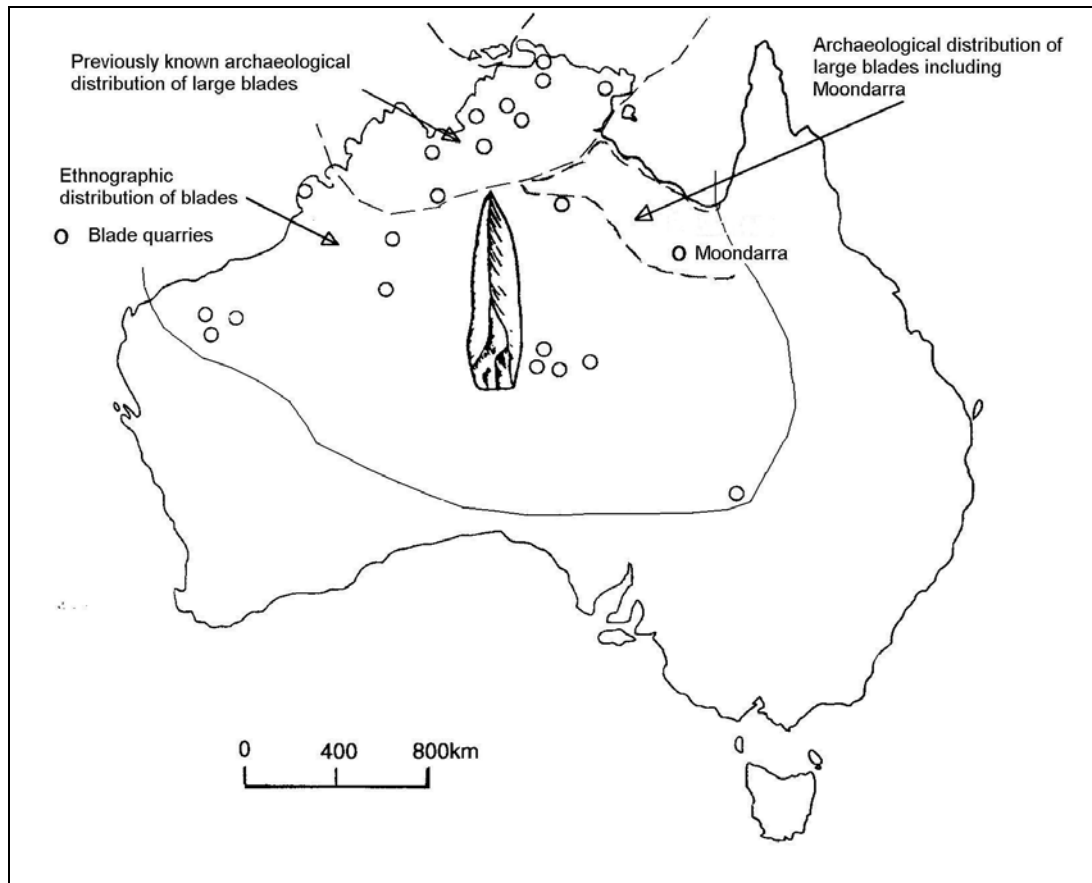 Previously known archaeological
distribution of large blades
Archaeological distribution of
large blades including
Moondarra
Ethnographic
distribution of blades
Blade quarries
Moondarra
0 400 800km